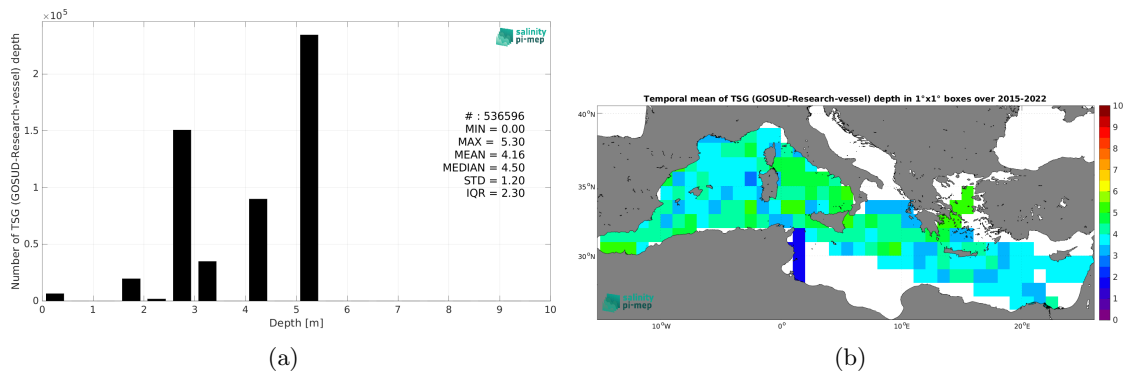 ×10⁵
Number of TSG (GOSUD-Research-vessel) depth
2
1.5
1
0.5
0
0 1 2 3 4 5 6 7 8 9 10
Depth [m]
salinity
pi-mep
# : 536596
MIN = 0.00
MAX = 5.30
MEAN = 4.16
MEDIAN = 4.50
STD = 1.20
IQR = 2.30
(a)
Temporal mean of TSG (GOSUD-Research-vessel) depth in 1°x1° boxes over 2015-2022
40°N
35°N
30°N
10°W 0° 10°E 20°E
salinity
pi-mep
10
9
8
7
6
5
4
3
2
1
0
(b)